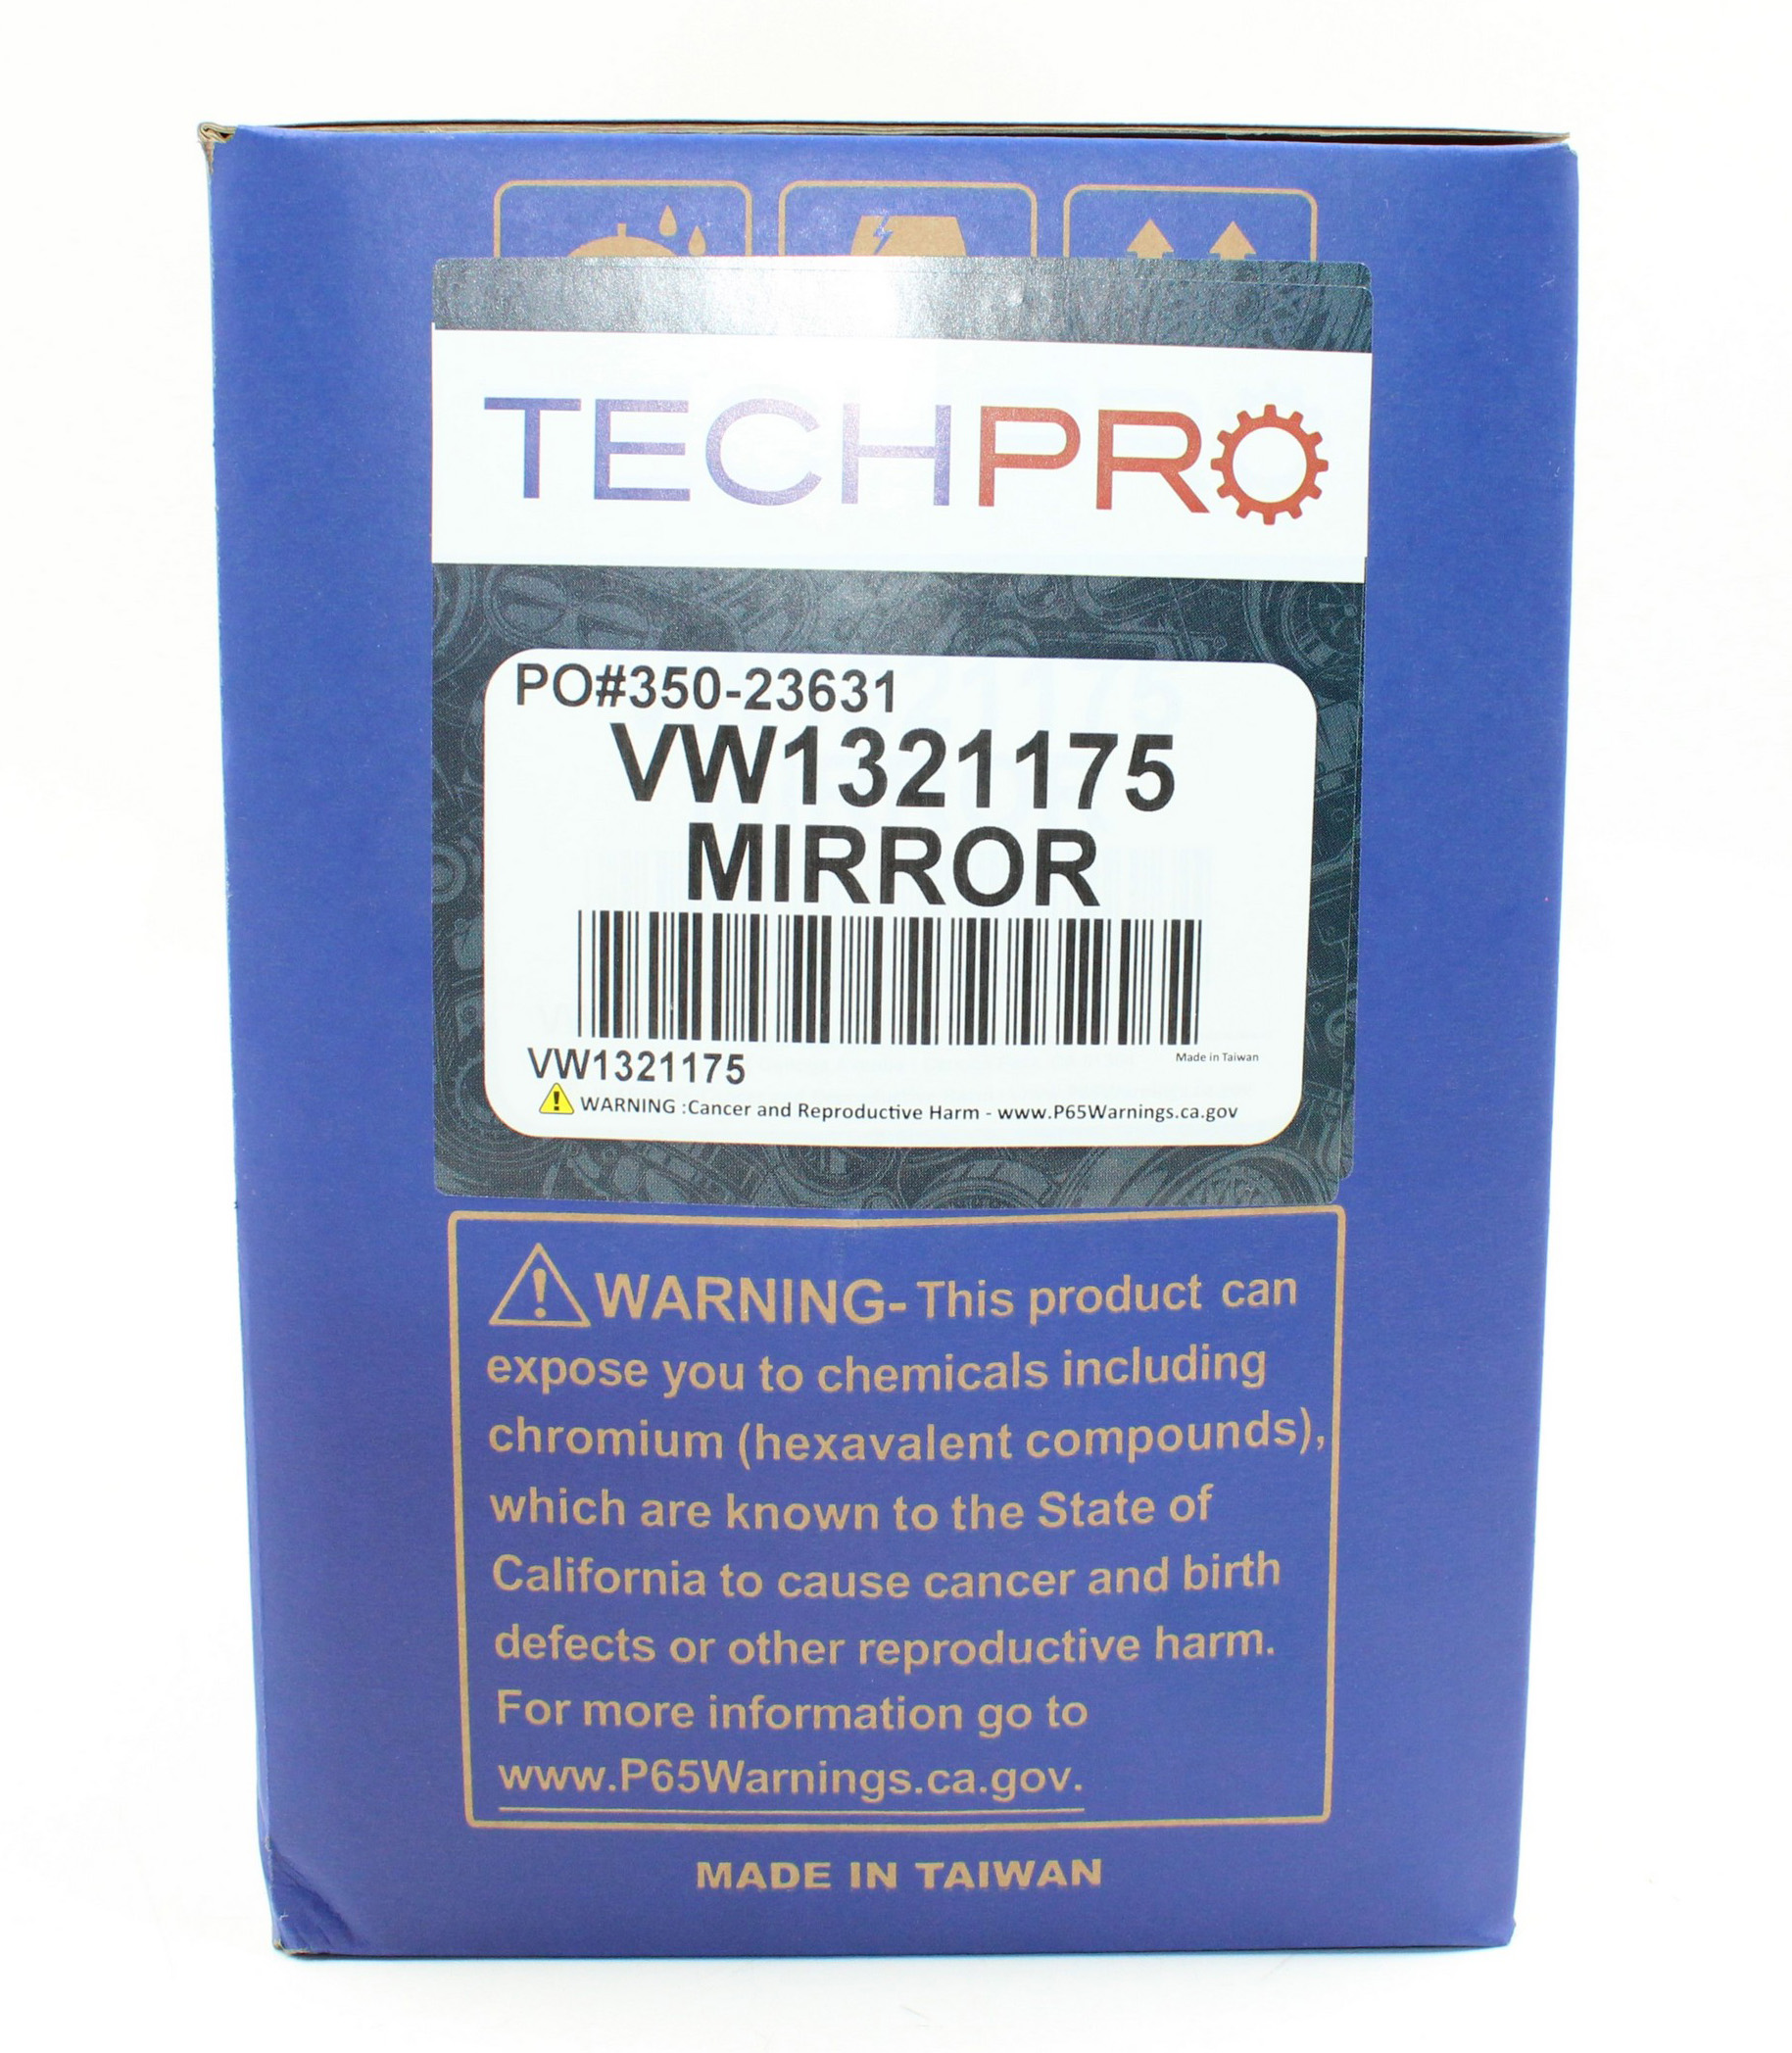 TECHPRO
PO#350-23631
VW1321175
MIRROR
VW1321175
Made in Taiwan
WARNING :Cancer and Reproductive Harm - www.P65Warnings.ca.gov
WARNING- This product can
expose you to chemicals including
chromium (hexavalent compounds),
which are known to the State of
California to cause cancer and birth
defects or other reproductive harm.
For more information go to
www.P65Warnings.ca.gov.
MADE IN TAIWAN